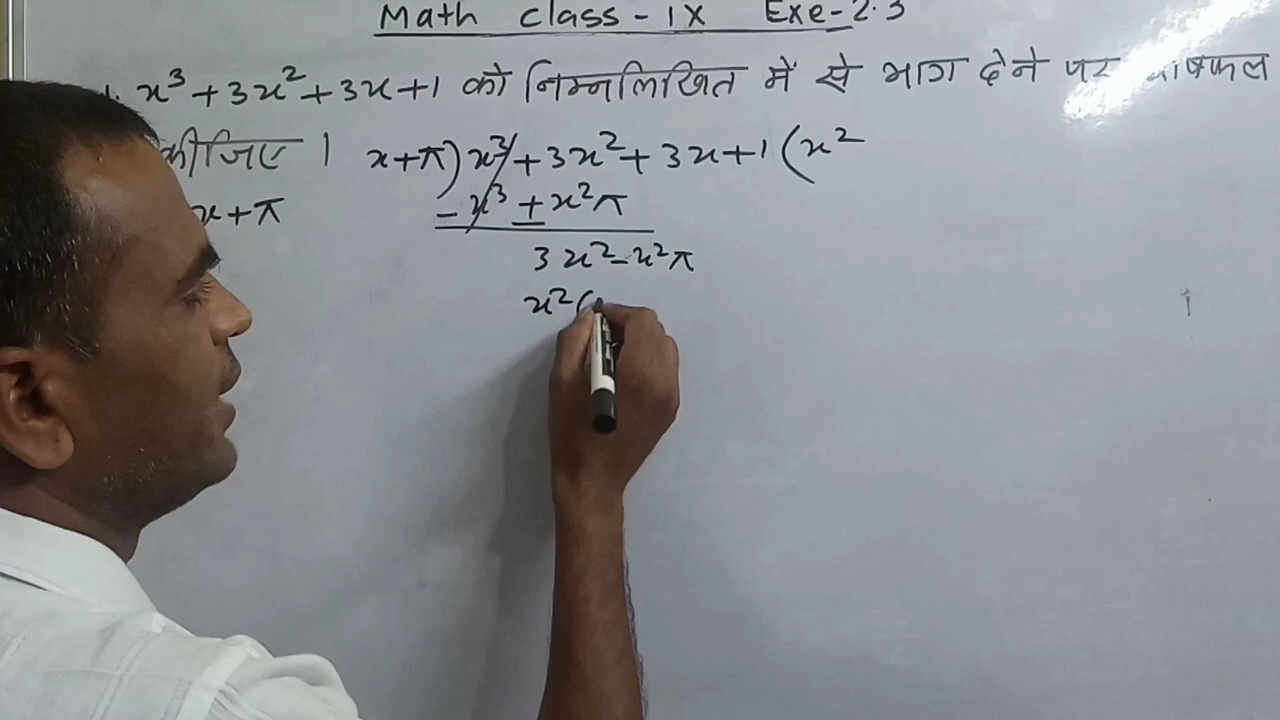 Math class - IX Exe-2.3
1. x³+3x²+3x+1 को निम्नलिखित में से भाग देने पर
कीजिए । x+π) x³+3x²+3x+1 (x²
x+π - x³ + x²π
3x²-x²π
x²(